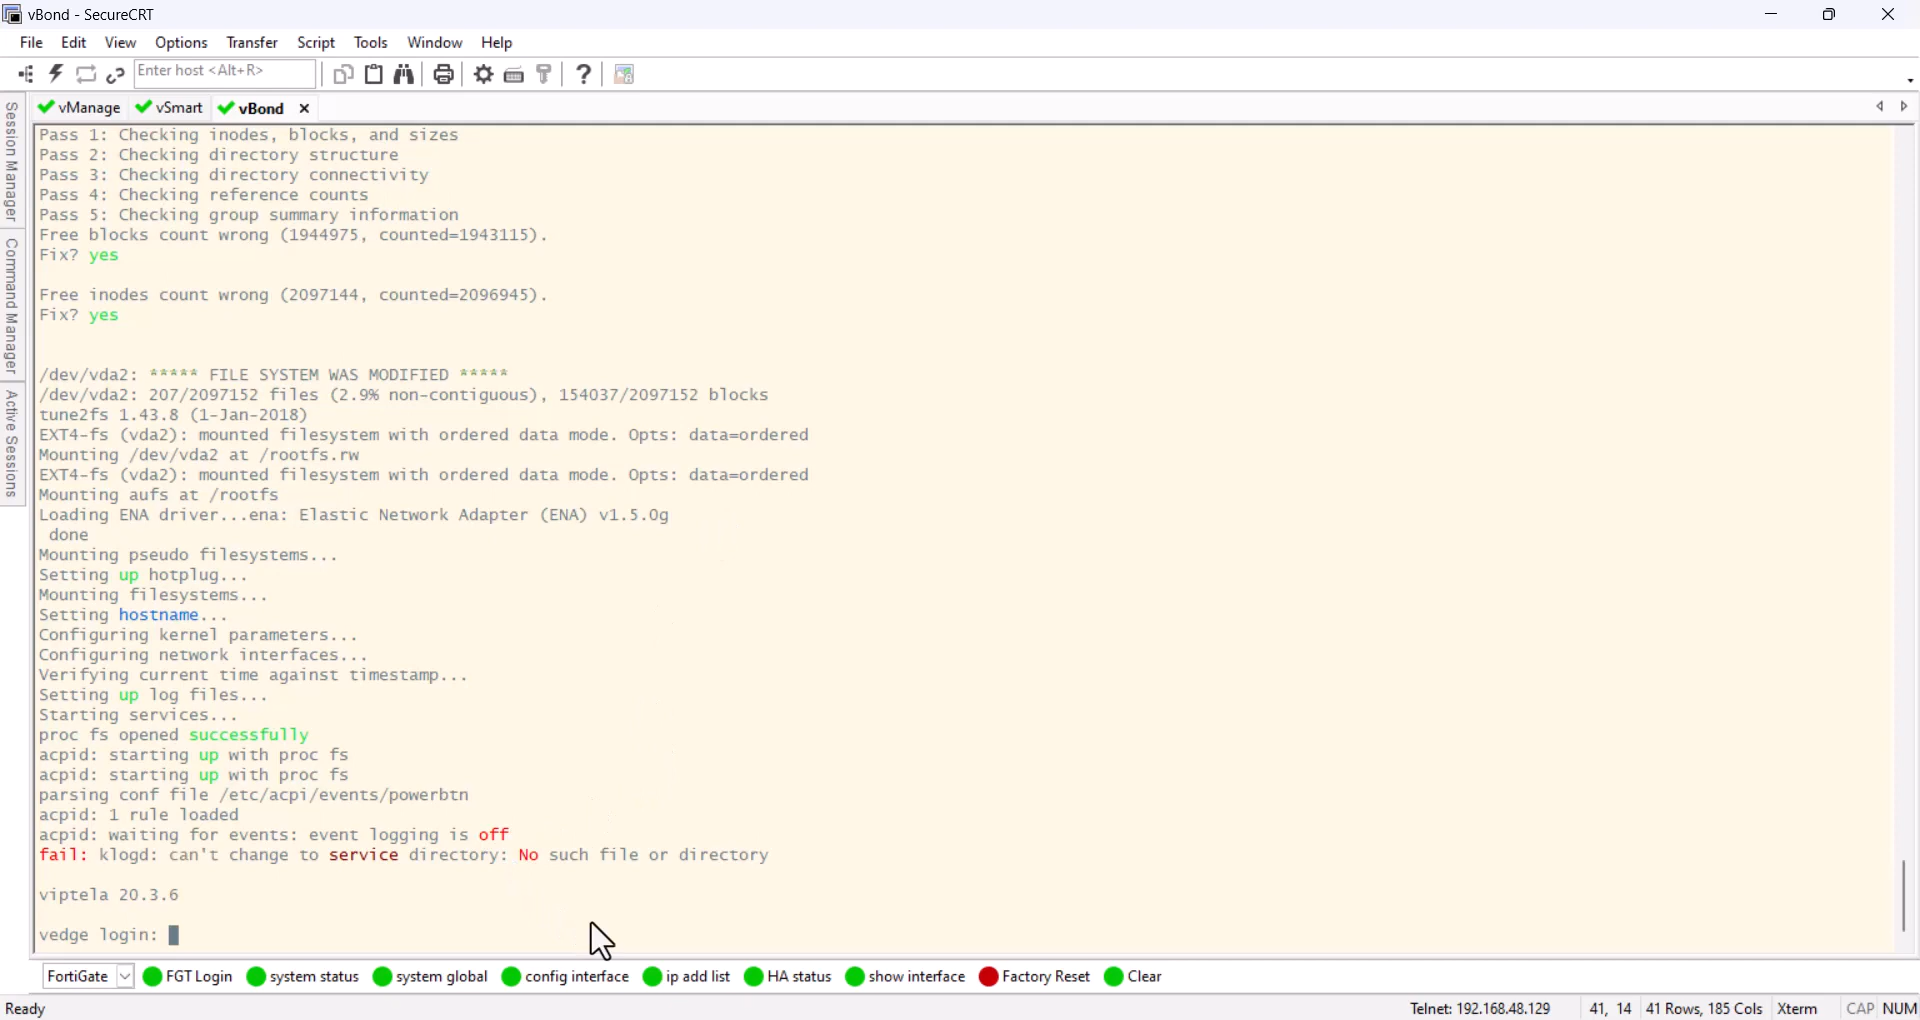 vBond - SecureCRT
File Edit View Options Transfer Script Tools Window Help
Enter host <Alt+R>
vManage vSmart vBond
Session Manager
Command Manager
Active Sessions
Pass 1: Checking inodes, blocks, and sizes
Pass 2: Checking directory structure
Pass 3: Checking directory connectivity
Pass 4: Checking reference counts
Pass 5: Checking group summary information
Free blocks count wrong (1944975, counted=1943115).
Fix? yes
Free inodes count wrong (2097144, counted=2096945).
Fix? yes
/dev/vda2: ***** FILE SYSTEM WAS MODIFIED *****
/dev/vda2: 207/2097152 files (2.9% non-contiguous), 154037/2097152 blocks
tune2fs 1.43.8 (1-Jan-2018)
EXT4-fs (vda2): mounted filesystem with ordered data mode. Opts: data=ordered
Mounting /dev/vda2 at /rootfs.rw
EXT4-fs (vda2): mounted filesystem with ordered data mode. Opts: data=ordered
Mounting aufs at /rootfs
Loading ENA driver...ena: Elastic Network Adapter (ENA) v1.5.0g
done
Mounting pseudo filesystems...
Setting up hotplug...
Mounting filesystems...
Setting hostname...
Configuring kernel parameters...
Configuring network interfaces...
Verifying current time against timestamp...
Setting up log files...
Starting services...
proc fs opened successfully
acpid: starting up with proc fs
acpid: starting up with proc fs
parsing conf file /etc/acpi/events/powerbtn
acpid: 1 rule loaded
acpid: waiting for events: event logging is off
fail: klogd: can't change to service directory: No such file or directory
viptela 20.3.6
vedge login:
FortiGate FGT Login system status system global config interface ip add list HA status show interface Factory Reset Clear
Ready Telnet: 192.168.48.129 41, 14 41 Rows, 185 Cols Xterm CAP NUM